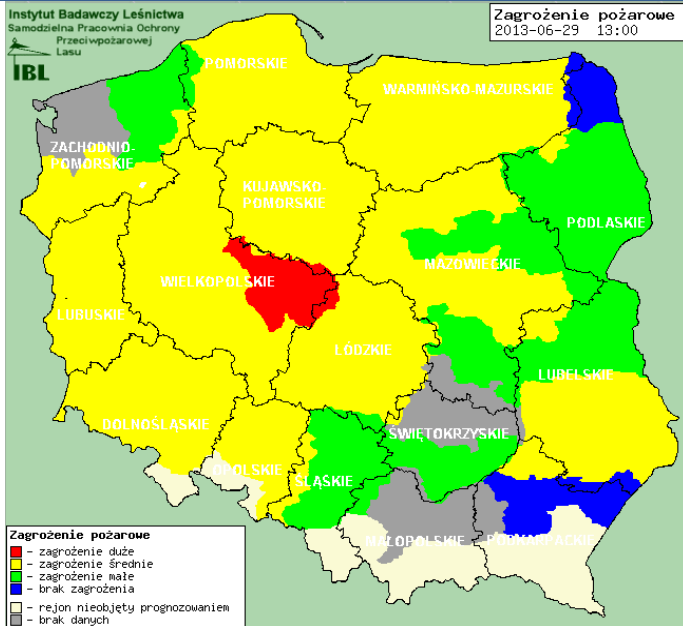 Instytut Badawczy Leśnictwa
Samodzielna Pracownia Ochrony
Przeciwpożarowej
Lasu
IBL
Zagrożenie pożarowe
2013-06-29 13:00
POMORSKIE
WARMIŃSKO MAZURSKIE
ZACHODNIO-
POMORSKIE
KUJAWSKO-
POMORSKIE
PODLASKIE
MAZOWIECKIE
WIELKOPOLSKIE
LUBUSKIE
ŁÓDZKIE
LUBELSKIE
DOLNOŚLĄSKIE
ŚWIĘTOKRZYSKIE
OPOLSKIE
ŚLĄSKIE
MAŁOPOLSKIE
PODKARPACKIE
Zagrożenie pożarowe
- zagrożenie duże
- zagrożenie średnie
- zagrożenie małe
- brak zagrożenia
- rejon nieobjęty prognozowaniem
- brak danych